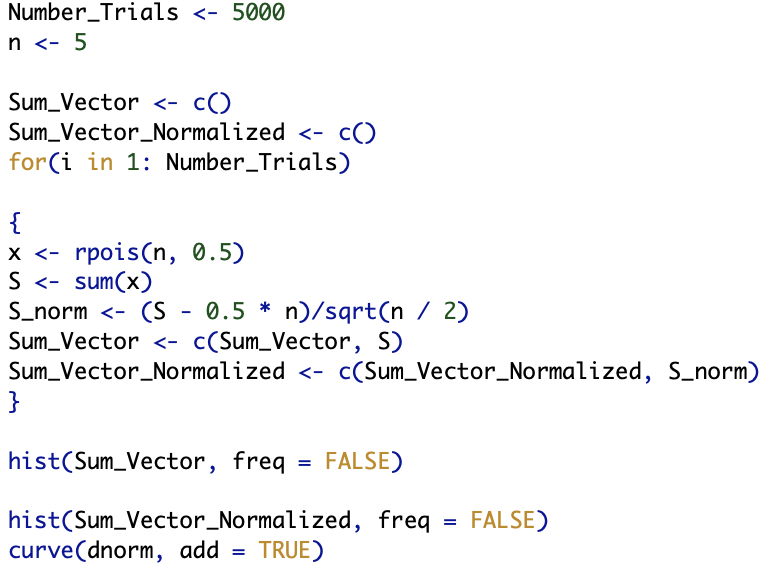 Number_Trials <- 5000
n <- 5
Sum_Vector <- c()
Sum_Vector_Normalized <- c()
for(i in 1: Number_Trials)
{
x <- rpois(n, 0.5)
S <- sum(x)
S_norm <- (S - 0.5 * n)/sqrt(n / 2)
Sum_Vector <- c(Sum_Vector, S)
Sum_Vector_Normalized <- c(Sum_Vector_Normalized, S_norm)
}
hist(Sum_Vector, freq = FALSE)
hist(Sum_Vector_Normalized, freq = FALSE)
curve(dnorm, add = TRUE)